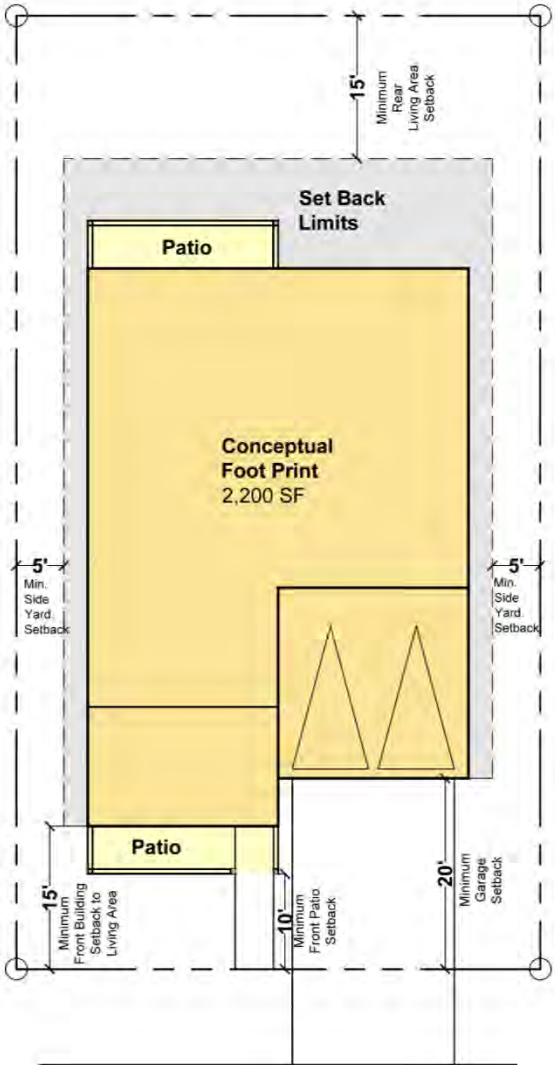 15'
Minimum
Rear
Living Area
Setback
Set Back
Limits
Patio
Conceptual
Foot Print
2,200 SF
5'
Min.
Side
Yard
Setback
5'
Min.
Side
Yard
Setback
Patio
15'
Minimum
Front Building
Setback to
Living Area
10'
Minimum
Front Patio
Setback
20'
Minimum
Garage
Setback